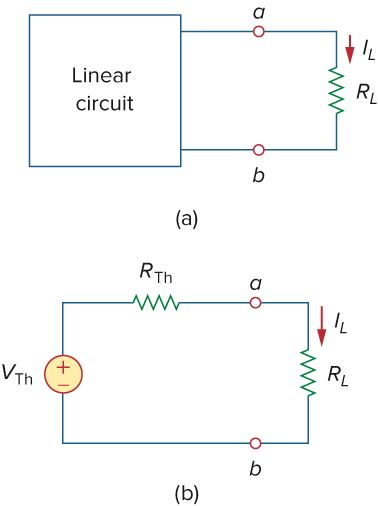 a
I_L
Linear
circuit
R_L
b
(a)
R_Th
a
I_L
V_Th
+
−
R_L
b
(b)